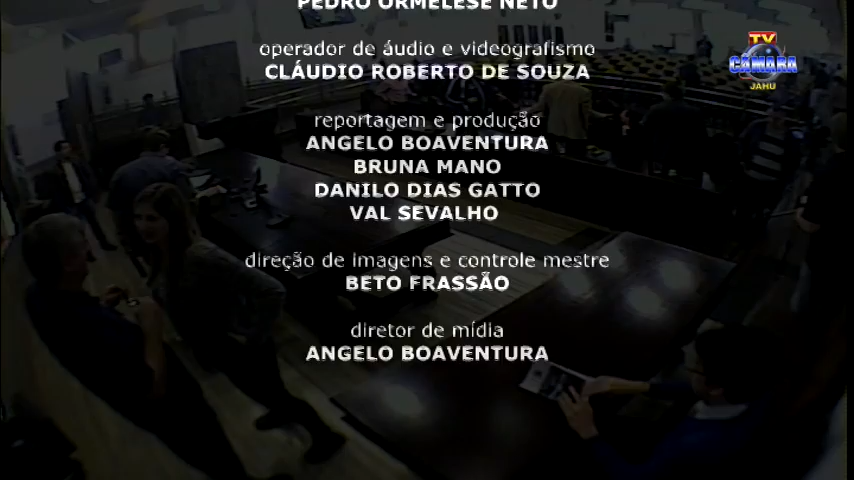 PEDRO ORMELESE NETO
operador de áudio e videografismo
CLÁUDIO ROBERTO DE SOUZA
reportagem e produção
ANGELO BOAVENTURA
BRUNA MANO
DANILO DIAS GATTO
VAL SEVALHO
direção de imagens e controle mestre
BETO FRASSÃO
diretor de mídia
ANGELO BOAVENTURA
TV
CÂMARA
JAHU